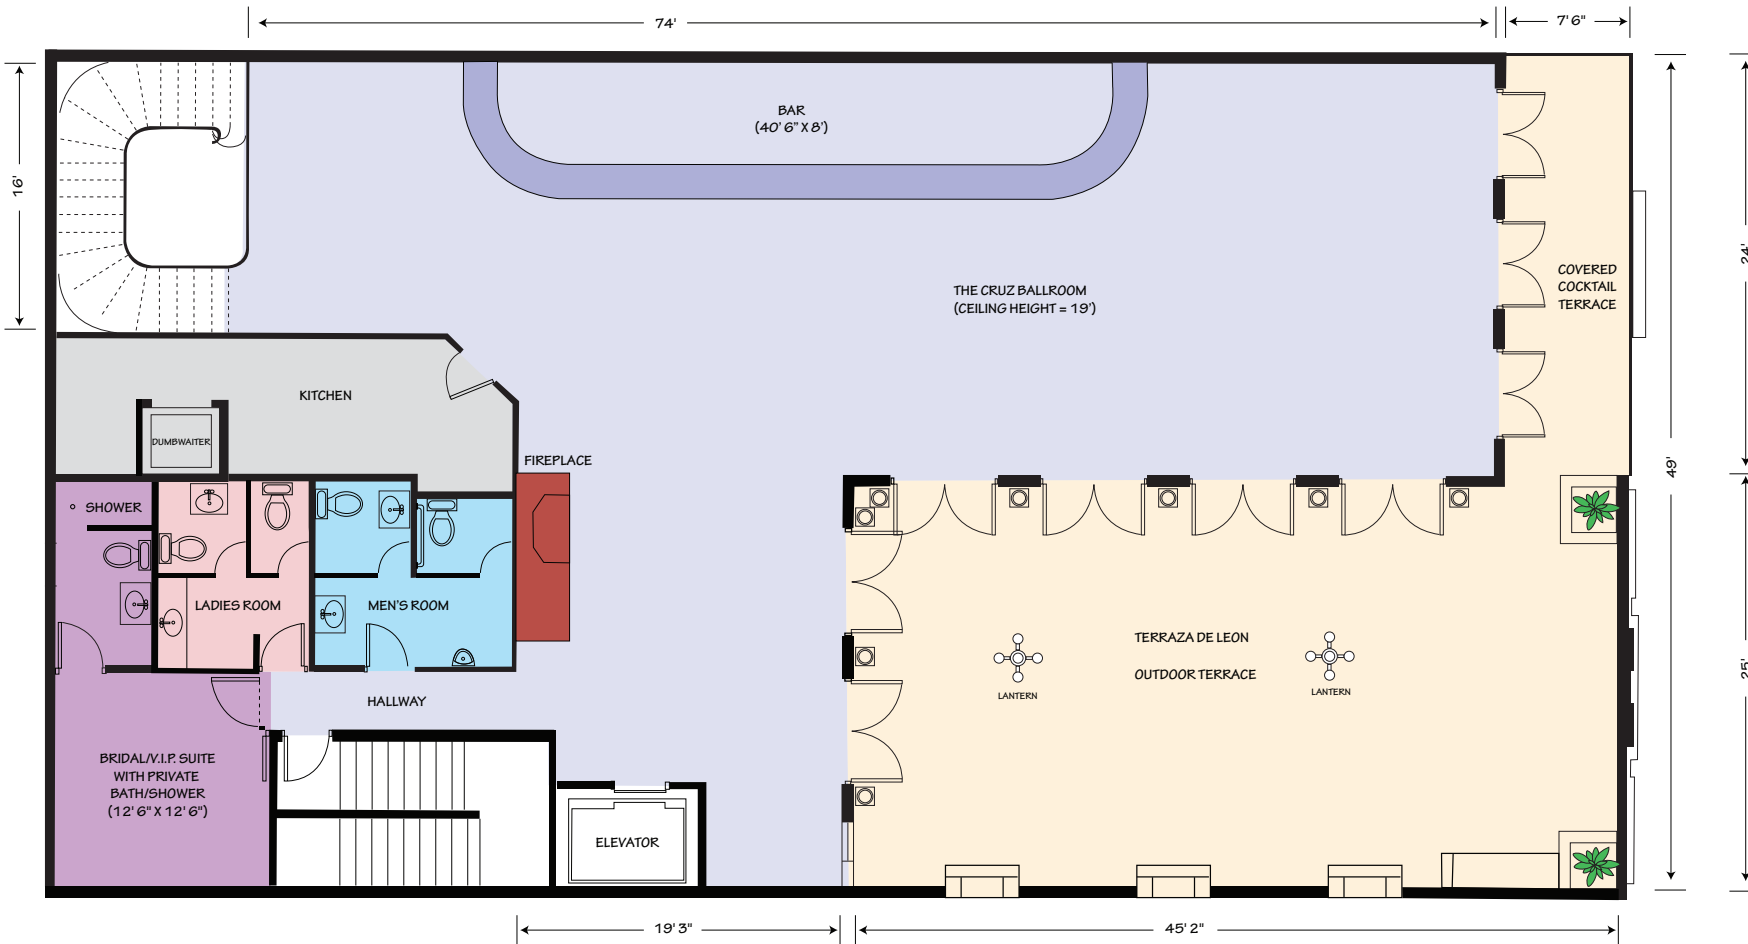 74'
7' 6"
BAR
(40' 6" X 8')
16'
24'
COVERED
COCKTAIL
TERRACE
THE CRUZ BALLROOM
(CEILING HEIGHT = 19')
KITCHEN
DUMBWAITER
FIREPLACE
49'
SHOWER
LADIES ROOM
MEN'S ROOM
TERRAZA DE LEON
OUTDOOR TERRACE
LANTERN
LANTERN
25'
HALLWAY
BRIDAL/V.I.P. SUITE
WITH PRIVATE
BATH/SHOWER
(12' 6" X 12' 6")
ELEVATOR
19' 3"
45' 2"